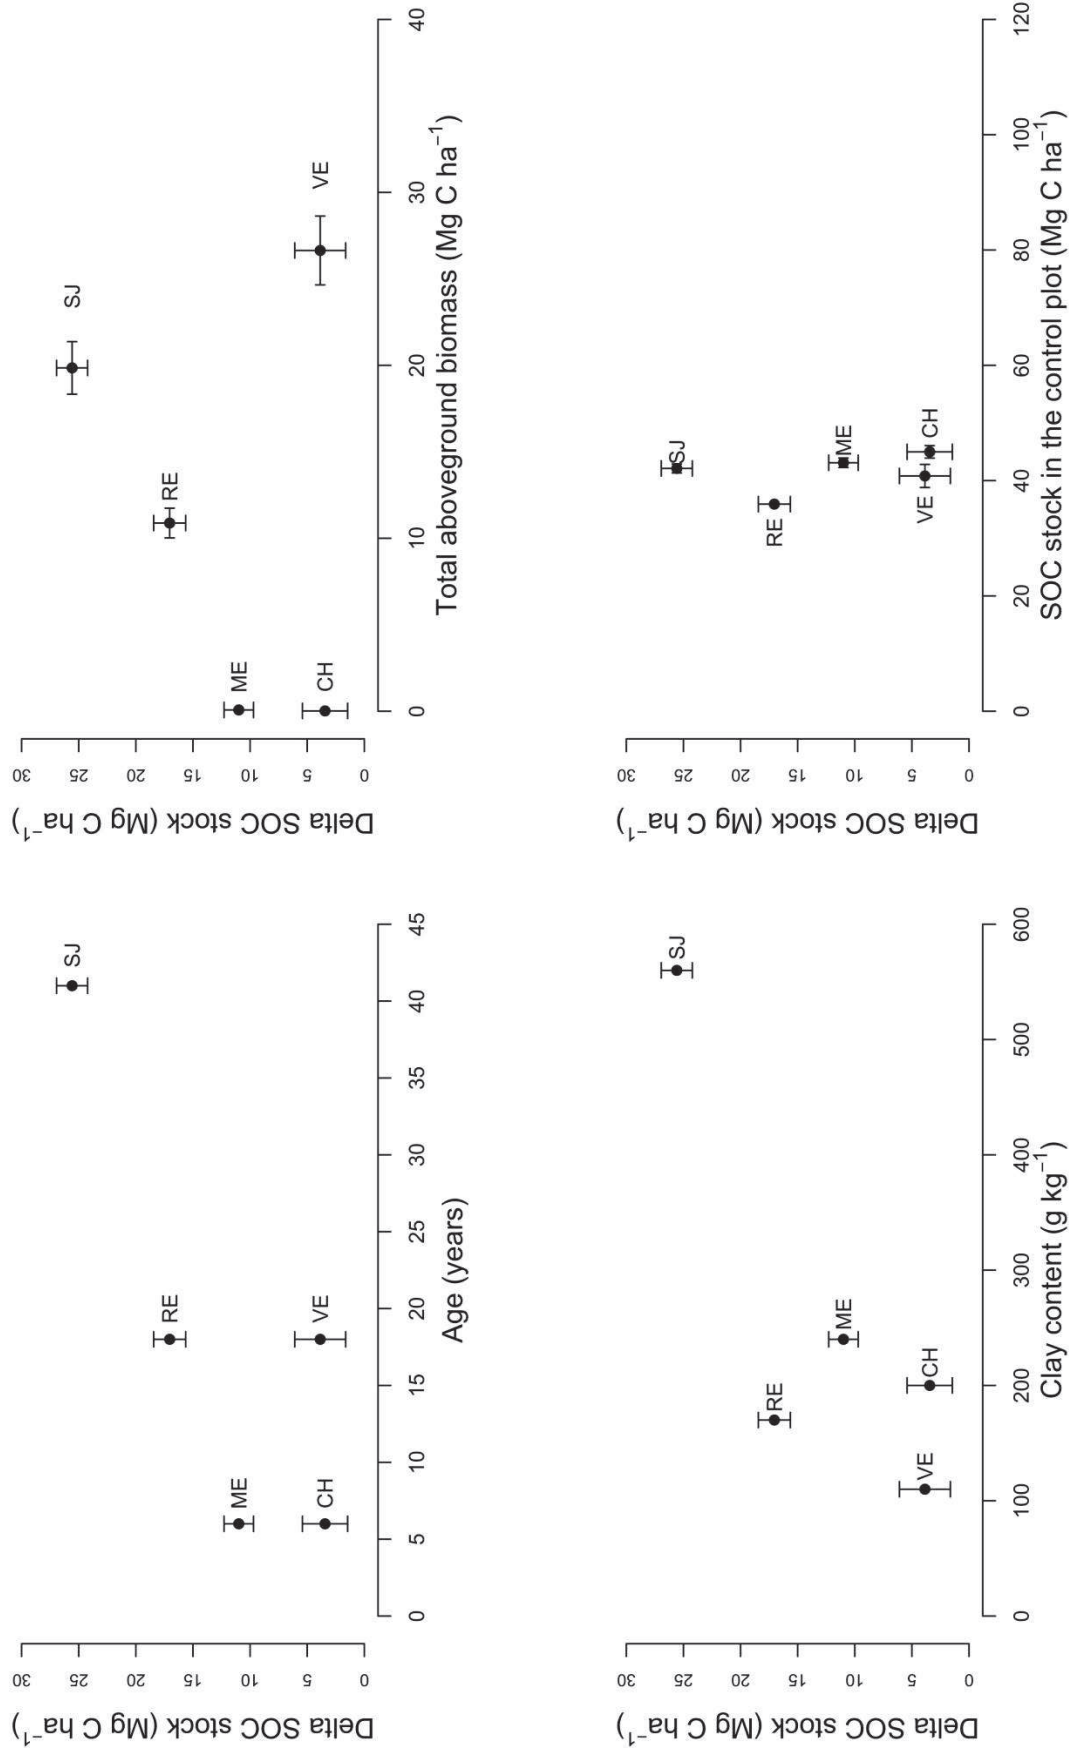 Delta SOC stock (Mg C ha⁻¹)
0 5 10 15 20 25 30
SJ
RE
ME
VE
CH
0 5 10 15 20 25 30 35 40 45
Age (years)
Delta SOC stock (Mg C ha⁻¹)
0 5 10 15 20 25 30
SJ
RE
ME
VE
CH
0 10 20 30 40
Total aboveground biomass (Mg C ha⁻¹)
Delta SOC stock (Mg C ha⁻¹)
0 5 10 15 20 25 30
SJ
RE
ME
VE
CH
0 100 200 300 400 500 600
Clay content (g kg⁻¹)
Delta SOC stock (Mg C ha⁻¹)
0 5 10 15 20 25 30
SJ
RE
ME
VE
CH
0 20 40 60 80 100 120
SOC stock in the control plot (Mg C ha⁻¹)